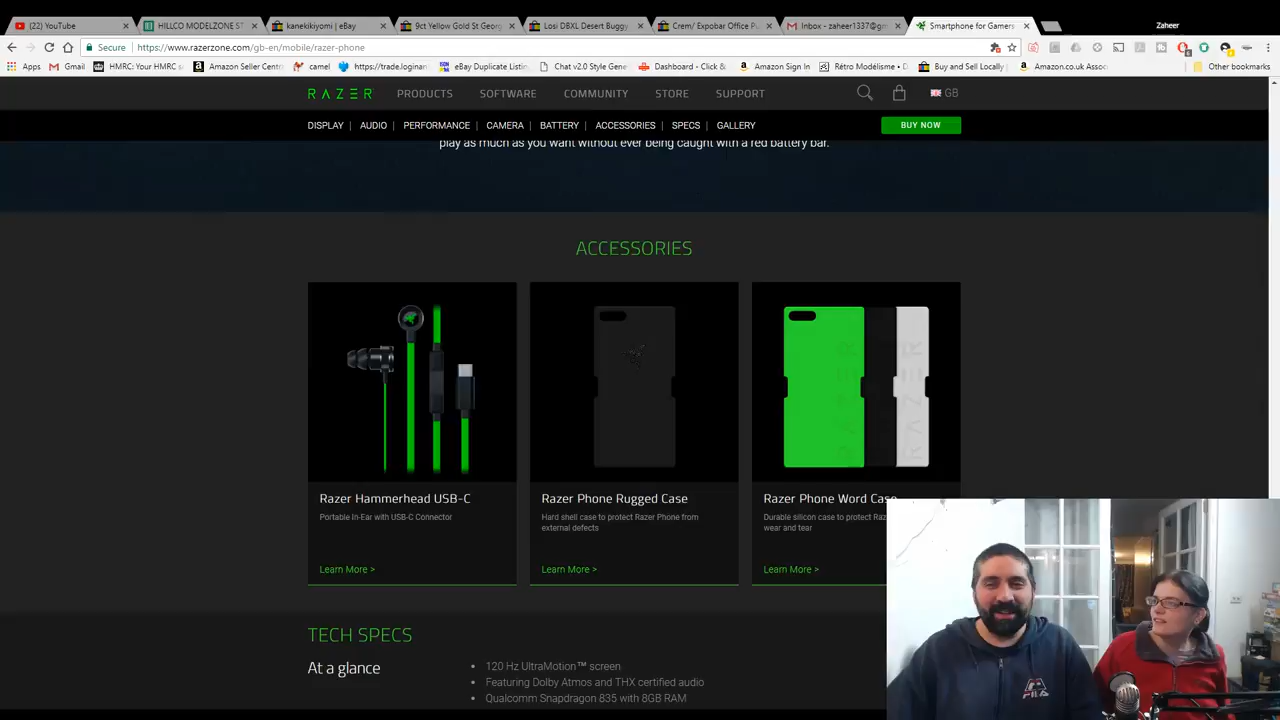 (22) YouTube
HILLCO MODELZONE ST
kanekikiyomi | eBay
9ct Yellow Gold St Georg
Losi DBXL Desert Buggy
Crem/ Expobar Office Pu
Inbox - zaheer1337@gm
Smartphone for Gamers
Zaheer
Secure
https://www.razerzone.com/gb-en/mobile/razer-phone
Apps
Gmail
HMRC: Your HMRC s
Amazon Seller Centr
camel
https://trade.loginan
eBay Duplicate Listin
Chat v2.0 Style Gene
Dashboard - Click &
Amazon Sign In
Rétro Modélisme · D
Buy and Sell Locally |
Amazon.co.uk Assoc
Other bookmarks
RAZER
PRODUCTS
SOFTWARE
COMMUNITY
STORE
SUPPORT
GB
DISPLAY |
AUDIO |
PERFORMANCE |
CAMERA |
BATTERY |
ACCESSORIES |
SPECS |
GALLERY
BUY NOW
play as much as you want without ever being caught with a red battery bar.
ACCESSORIES
RAZER
RAZER
Razer Hammerhead USB-C
Portable In-Ear with USB-C Connector
Learn More >
Razer Phone Rugged Case
Hard shell case to protect Razer Phone from
external defects
Learn More >
Razer Phone Word Case
Durable silicon case to protect Raz
wear and tear
Learn More >
TECH SPECS
At a glance
• 120 Hz UltraMotion™ screen
• Featuring Dolby Atmos and THX certified audio
• Qualcomm Snapdragon 835 with 8GB RAM